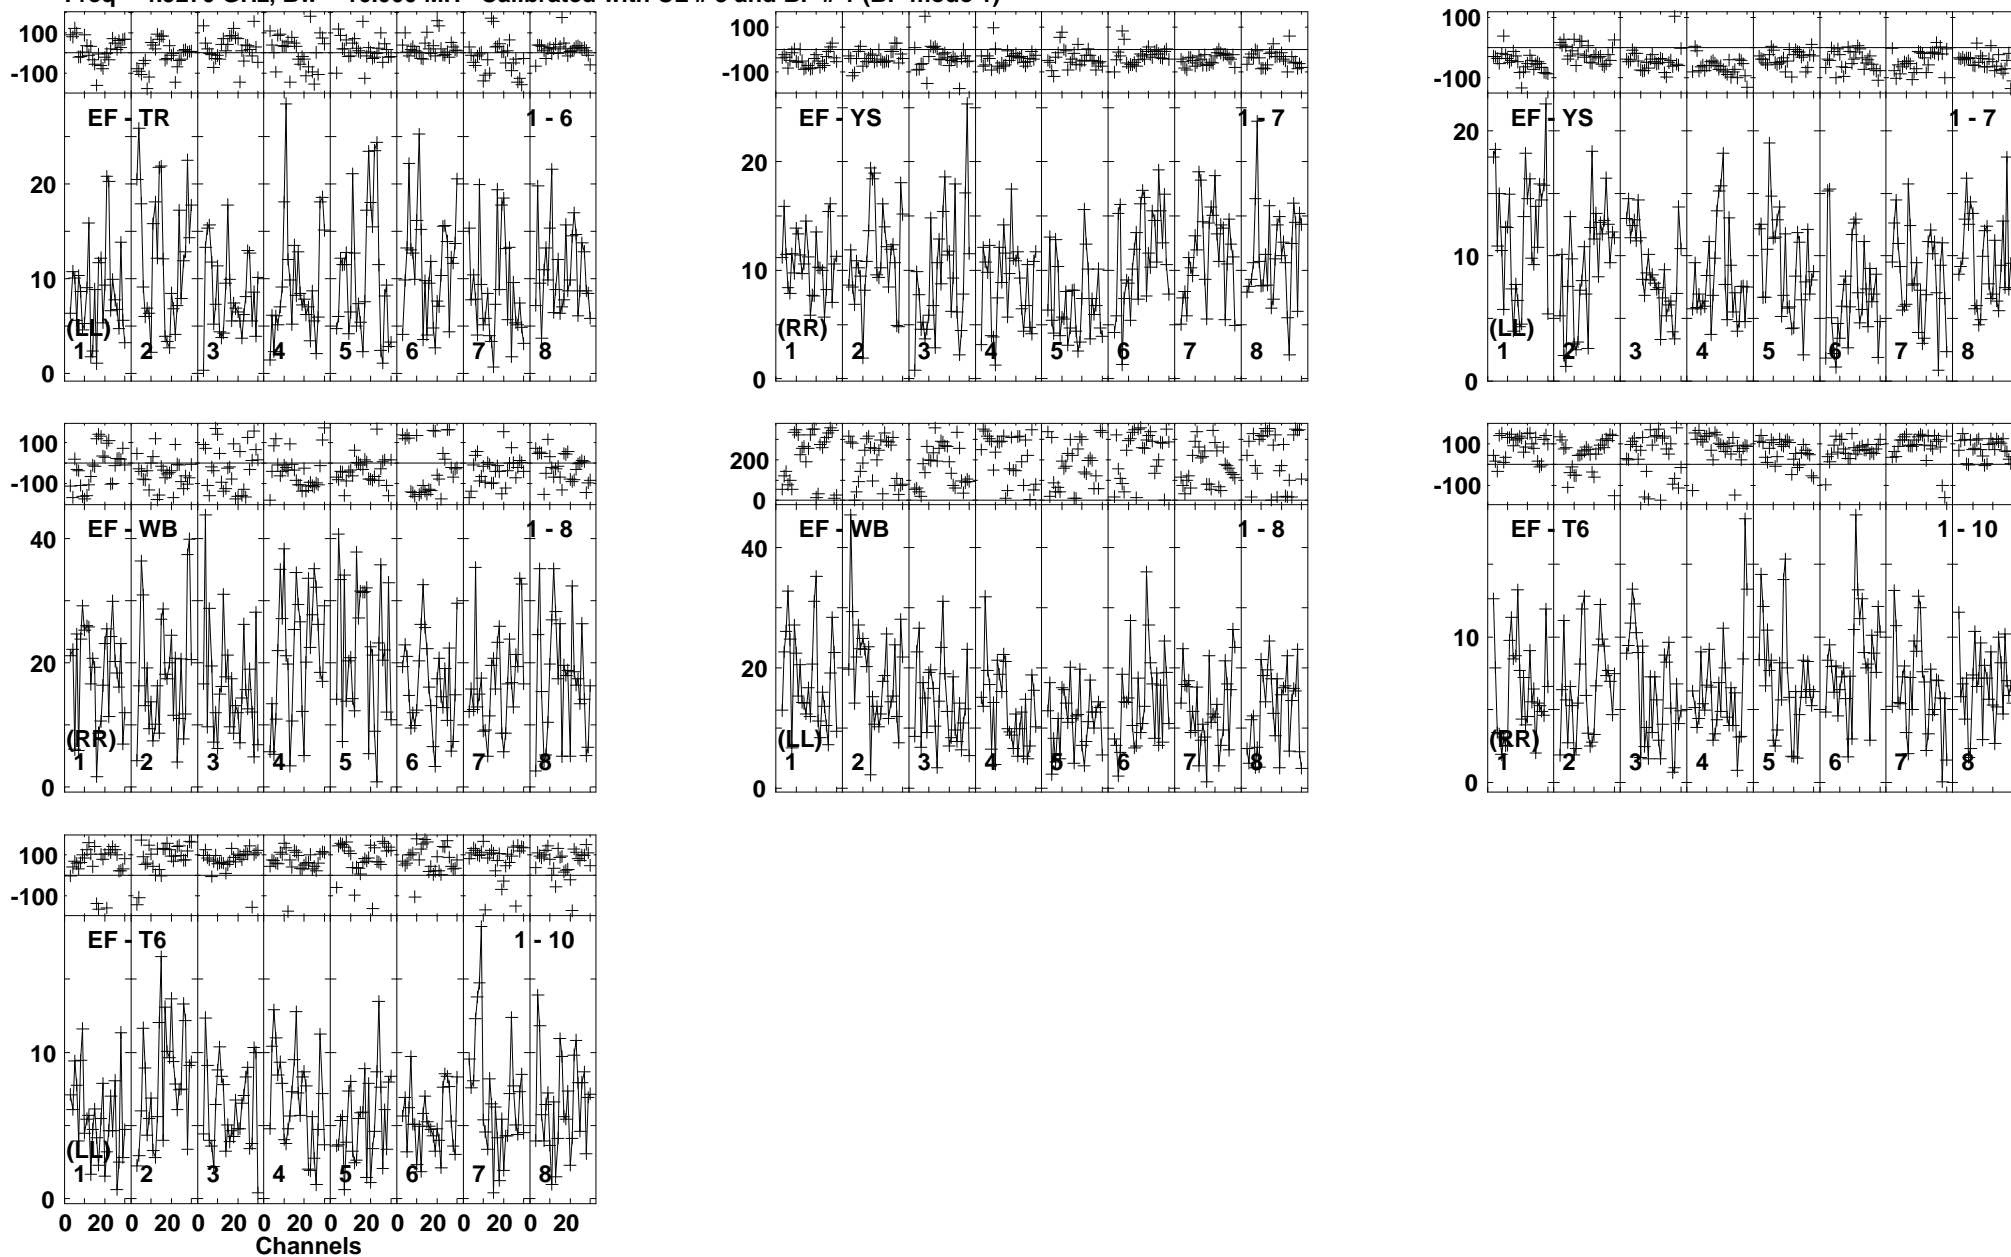 100 -100 EF - TR 1 - 6 20 10 0 (LL) 1 2 3 4 5 6 7 8
100 -100 EF - YS 1 - 7 20 10 0 (RR) 1 2 3 4 5 6 7 8
100 -100 EF - YS 1 - 7 20 10 0 (LL) 1 2 3 4 5 6 7 8
100 -100 EF - WB 1 - 8 40 20 0 (RR) 1 2 3 4 5 6 7 8
200 0 EF - WB 1 - 8 40 20 0 (LL) 1 2 3 4 5 6 7 8
100 -100 EF - T6 1 - 10 10 0 (RR) 1 2 3 4 5 6 7 8
100 -100 EF - T6 1 - 10 10 0 (LL) 1 2 3 4 5 6 7 8
0 20 0 20 0 20 0 20 0 20 0 20 0 20 0 20
Channels